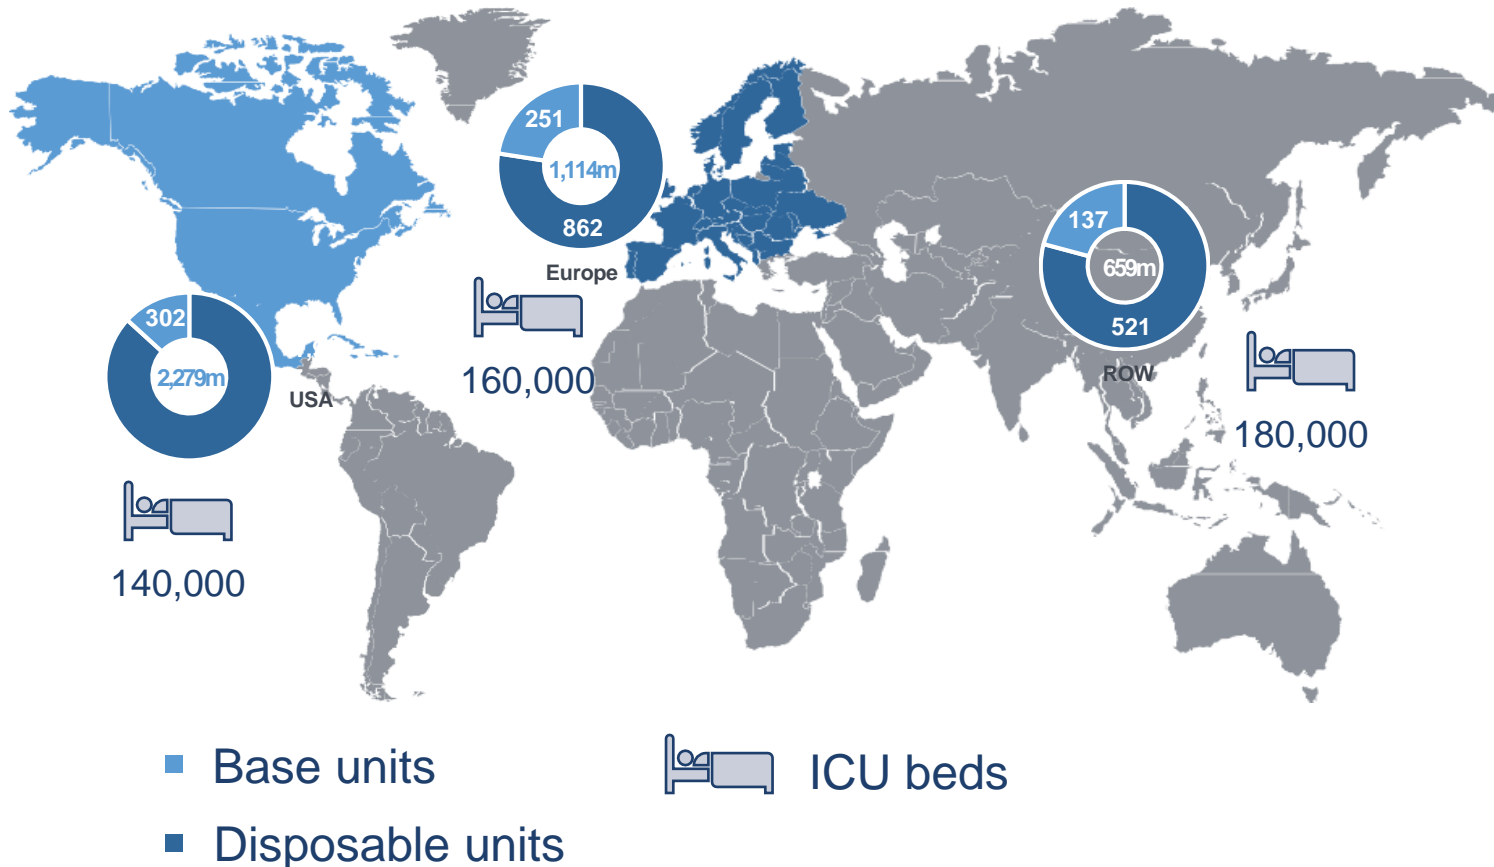 251
1,114m
862
Europe
160,000
137
659m
521
ROW
180,000
302
2,279m
USA
140,000
Base units
Disposable units
ICU beds